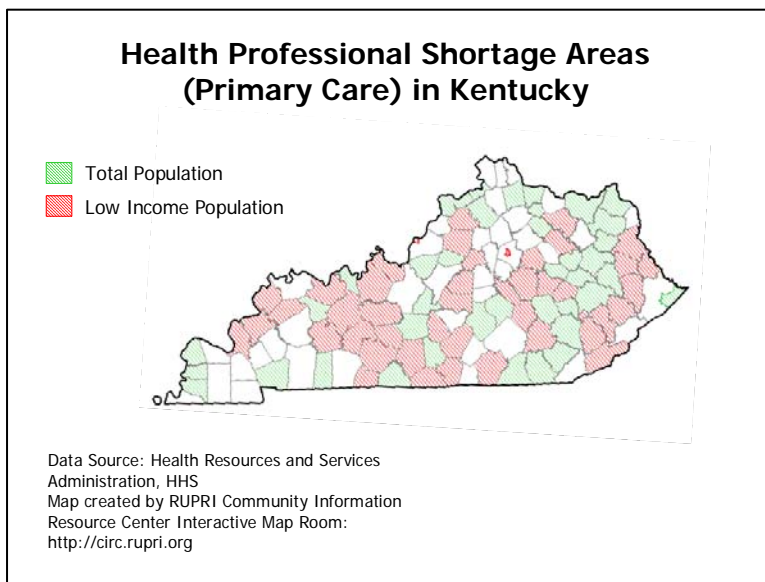 Health Professional Shortage Areas
(Primary Care) in Kentucky
Total Population
Low Income Population
Data Source: Health Resources and Services
Administration, HHS
Map created by RUPRI Community Information
Resource Center Interactive Map Room:
http://circ.rupri.org